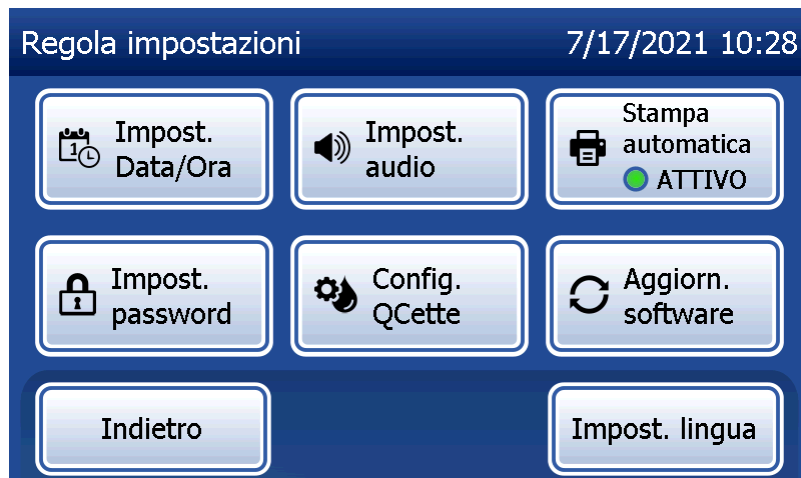 Regola impostazioni 7/17/2021 10:28
Impost.
Data/Ora
Impost.
audio
Stampa
automatica
ATTIVO
Impost.
password
Config.
QCette
Aggiorn.
software
Indietro
Impost. lingua